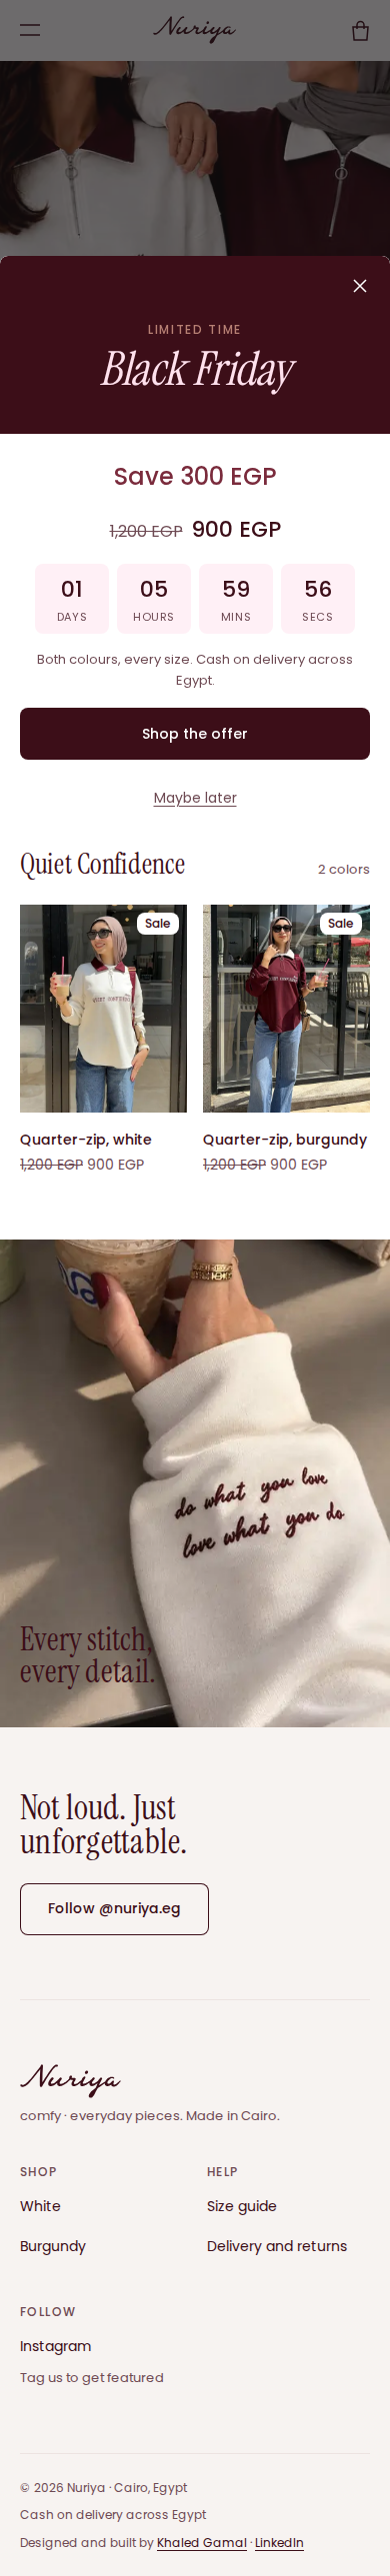 Nuriya
LIMITED TIME
Black Friday
Save 300 EGP
1,200 EGP 900 EGP
01 05 59 56
DAYS HOURS MINS SECS
Both colours, every size. Cash on delivery across
Egypt.
Shop the offer
Maybe later
Quiet Confidence
2 colors
Sale
Sale
Quarter-zip, white
1,200 EGP 900 EGP
Quarter-zip, burgundy
1,200 EGP 900 EGP
do what you love
love what you do
Every stitch,
every detail.
Not loud. Just
unforgettable.
Follow @nuriya.eg
Nuriya
comfy · everyday pieces. Made in Cairo.
SHOP
White
Burgundy
HELP
Size guide
Delivery and returns
FOLLOW
Instagram
Tag us to get featured
© 2026 Nuriya · Cairo, Egypt
Cash on delivery across Egypt
Designed and built by Khaled Gamal · LinkedIn